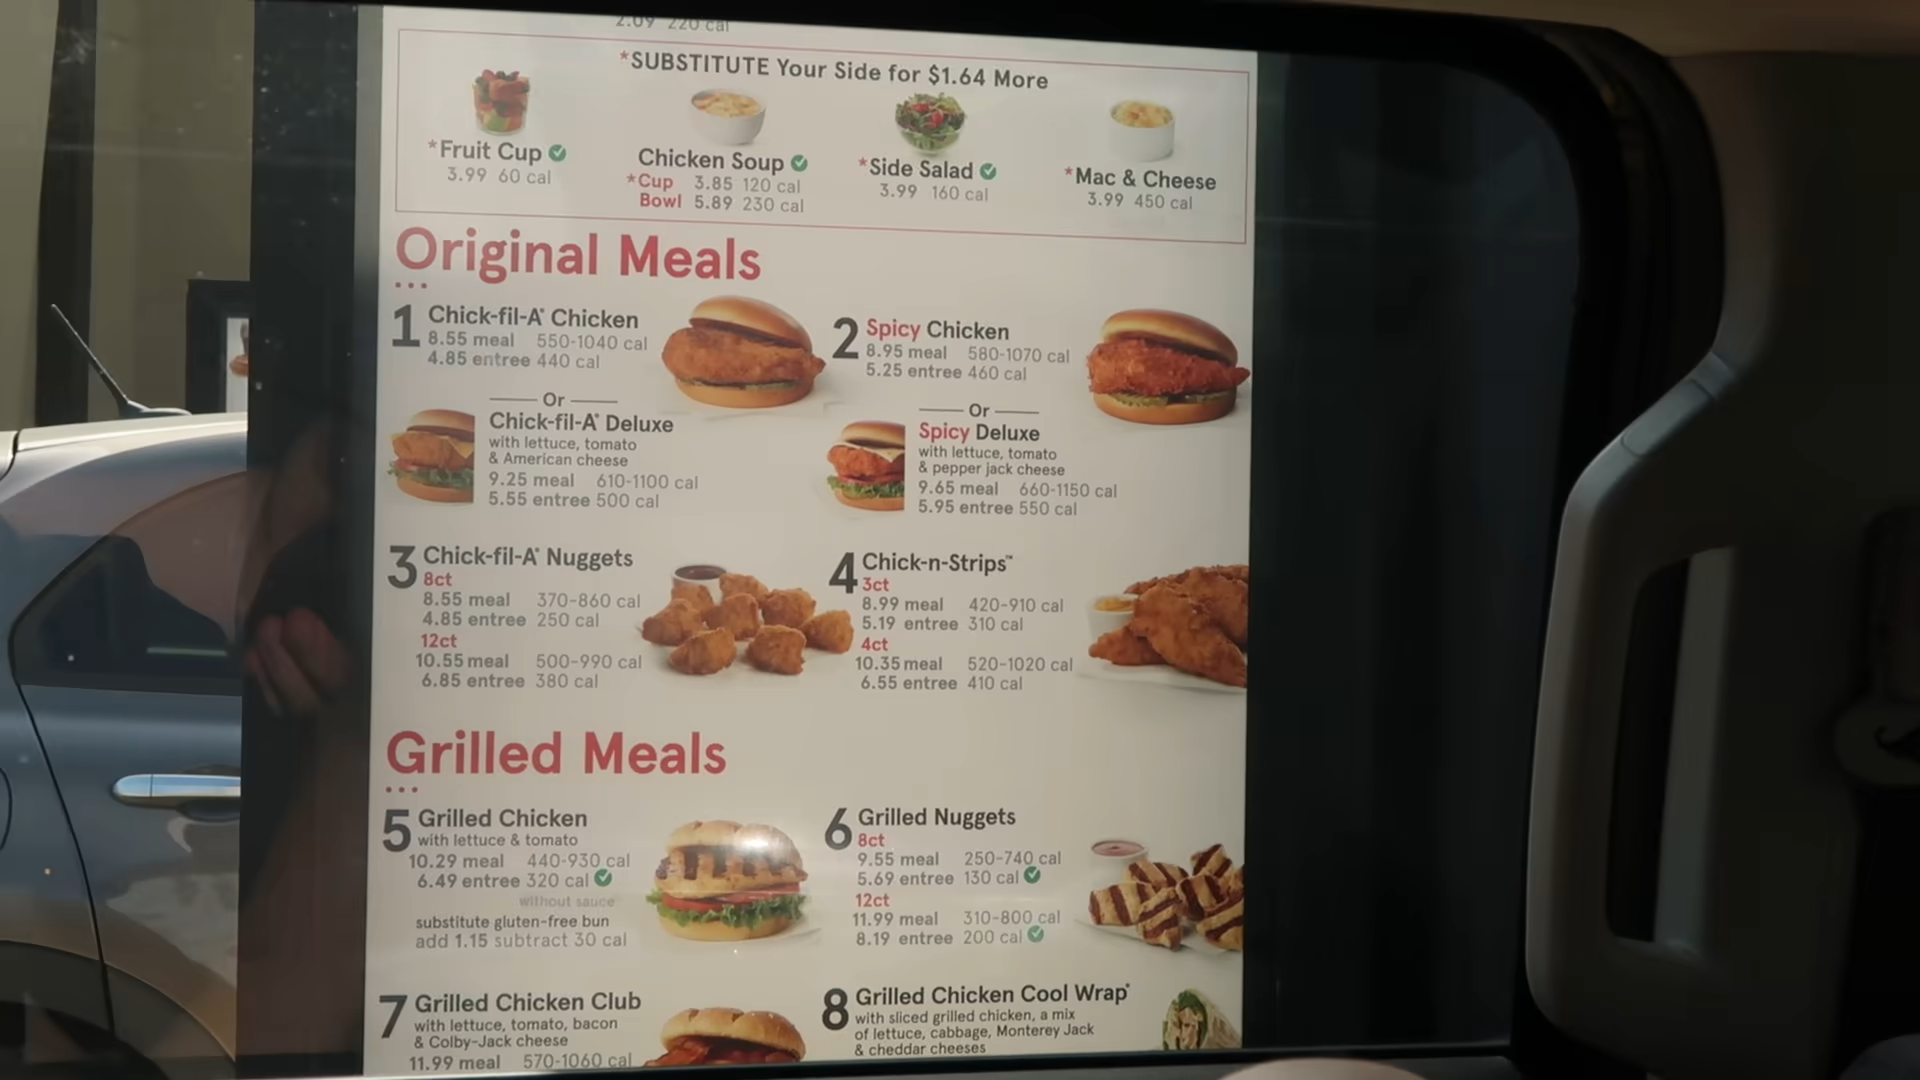 2.09 220 cal
*SUBSTITUTE Your Side for $1.64 More
*Fruit Cup
3.99 60 cal
Chicken Soup
*Cup 3.85 120 cal
Bowl 5.89 230 cal
*Side Salad
3.99 160 cal
*Mac & Cheese
3.99 450 cal
Original Meals
1 Chick-fil-A® Chicken
8.55 meal 550-1040 cal
4.85 entree 440 cal
Or
Chick-fil-A® Deluxe
with lettuce, tomato
& American cheese
9.25 meal 610-1100 cal
5.55 entree 500 cal
2 Spicy Chicken
8.95 meal 580-1070 cal
5.25 entree 460 cal
Or
Spicy Deluxe
with lettuce, tomato
& pepper jack cheese
9.65 meal 660-1150 cal
5.95 entree 550 cal
3 Chick-fil-A® Nuggets
8ct
8.55 meal 370-860 cal
4.85 entree 250 cal
12ct
10.55 meal 500-990 cal
6.85 entree 380 cal
4 Chick-n-Strips™
3ct
8.99 meal 420-910 cal
5.19 entree 310 cal
4ct
10.35 meal 520-1020 cal
6.55 entree 410 cal
Grilled Meals
5 Grilled Chicken
with lettuce & tomato
10.29 meal 440-930 cal
6.49 entree 320 cal
without sauce
substitute gluten-free bun
add 1.15 subtract 30 cal
6 Grilled Nuggets
8ct
9.55 meal 250-740 cal
5.69 entree 130 cal
12ct
11.99 meal 310-800 cal
8.19 entree 200 cal
7 Grilled Chicken Club
with lettuce, tomato, bacon
& Colby-Jack cheese
11.99 meal 570-1060 cal
8 Grilled Chicken Cool Wrap®
with sliced grilled chicken, a mix
of lettuce, cabbage, Monterey Jack
& cheddar cheeses